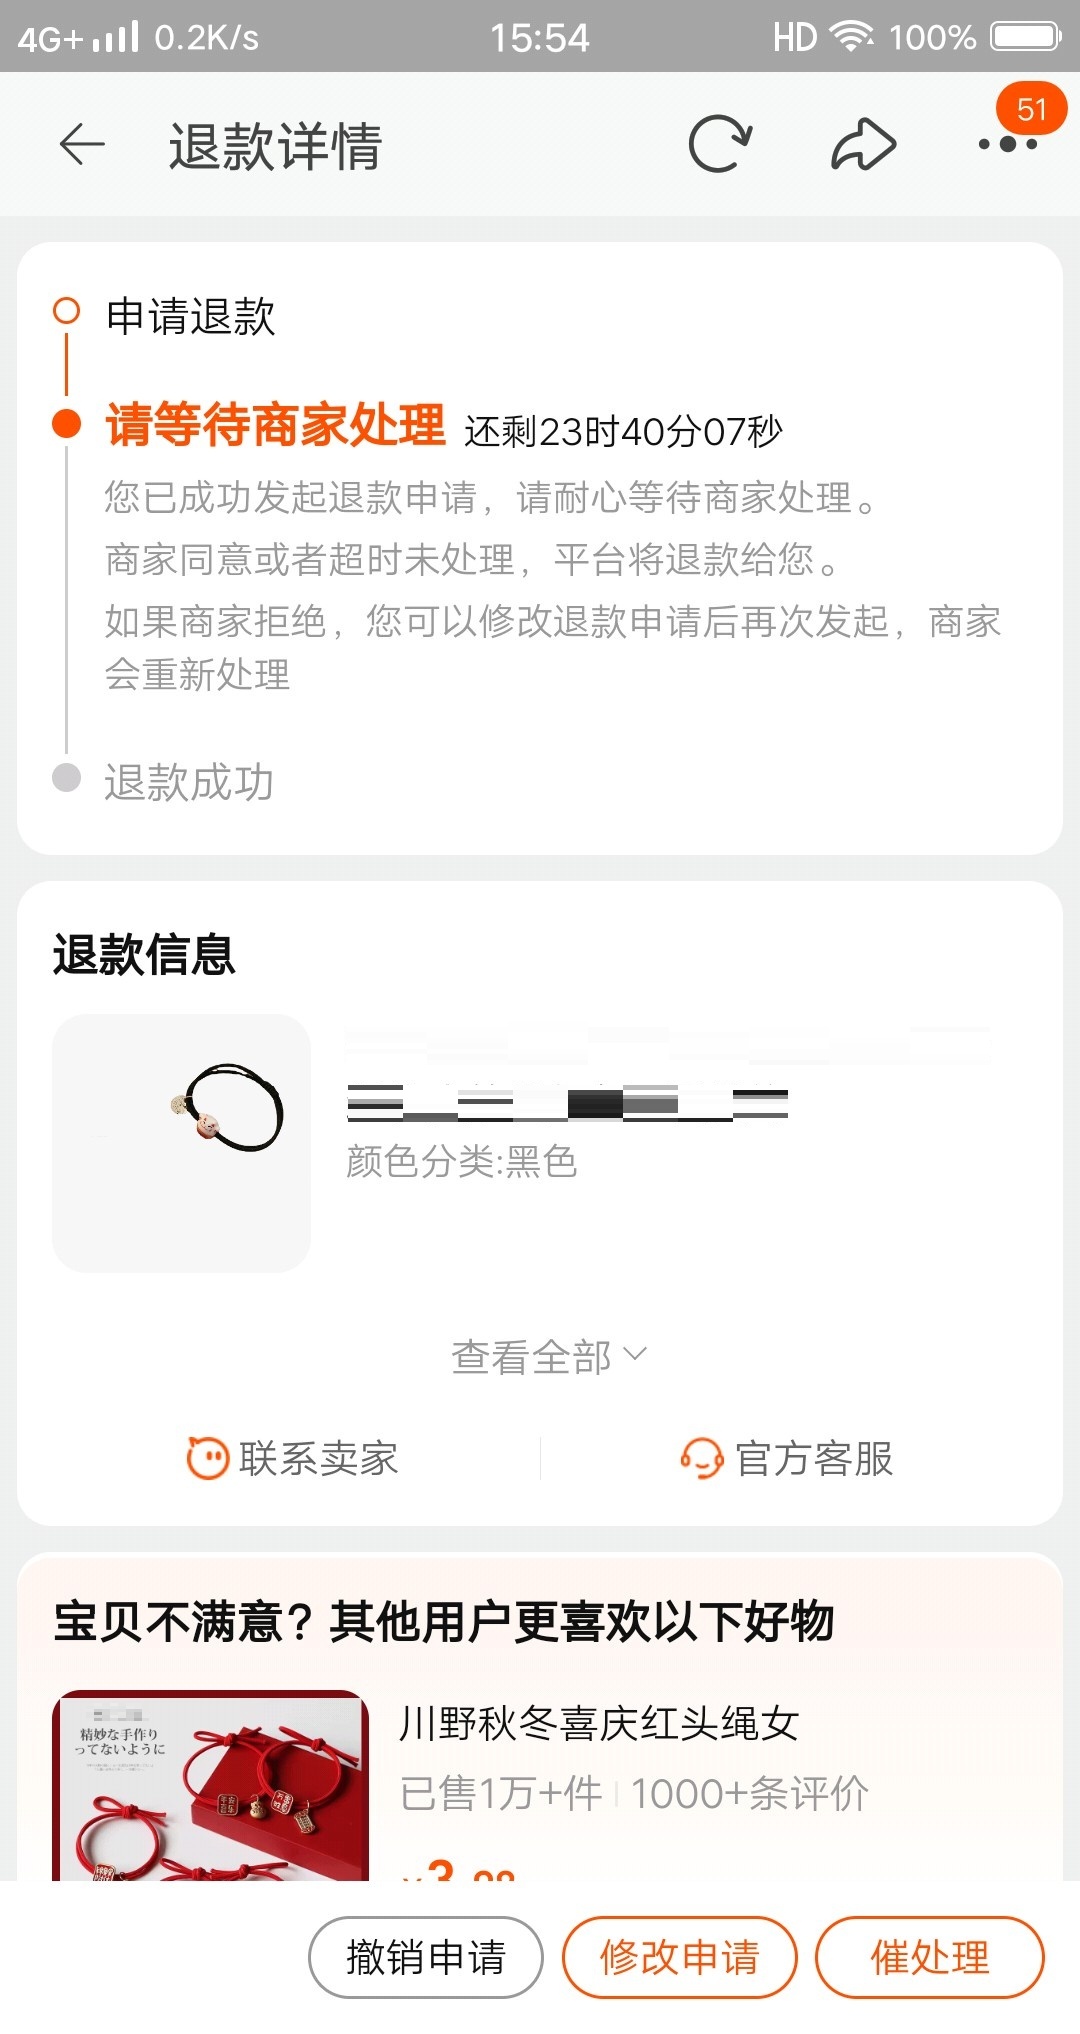 4G+ 0.2K/s 15:54 HD 100%
退款详情
51
申请退款
请等待商家处理 还剩23时40分07秒
您已成功发起退款申请，请耐心等待商家处理。
商家同意或者超时未处理，平台将退款给您。
如果商家拒绝，您可以修改退款申请后再次发起，商家
会重新处理
退款成功
退款信息
颜色分类:黑色
查看全部
联系卖家
官方客服
宝贝不满意？其他用户更喜欢以下好物
精妙な手作り
ってないように
川野秋冬喜庆红头绳女
已售1万+件 | 1000+条评价
撤销申请
修改申请
催处理